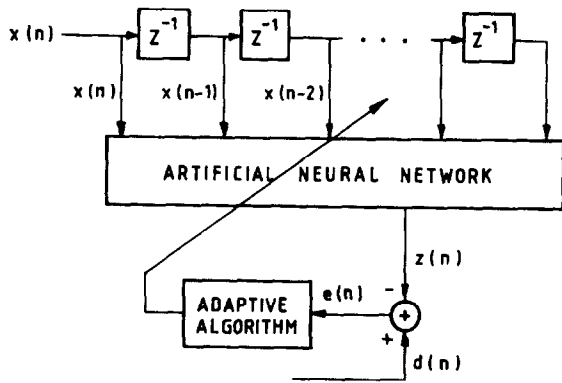 x(n)
Z⁻¹
Z⁻¹
. . .
Z⁻¹
x(n)
x(n-1)
x(n-2)
ARTIFICIAL NEURAL NETWORK
z(n)
-
e(n)
+
+
ADAPTIVE
ALGORITHM
d(n)